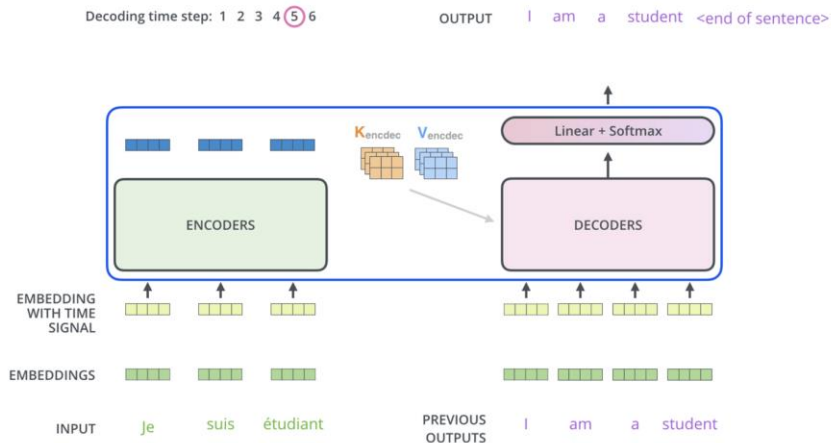 Decoding time step: 1 2 3 4 5 6
OUTPUT I am a student <end of sentence>
Kencdec Vencdec
Linear + Softmax
ENCODERS
DECODERS
EMBEDDING
WITH TIME
SIGNAL
EMBEDDINGS
INPUT Je suis étudiant
PREVIOUS
OUTPUTS
I am a student